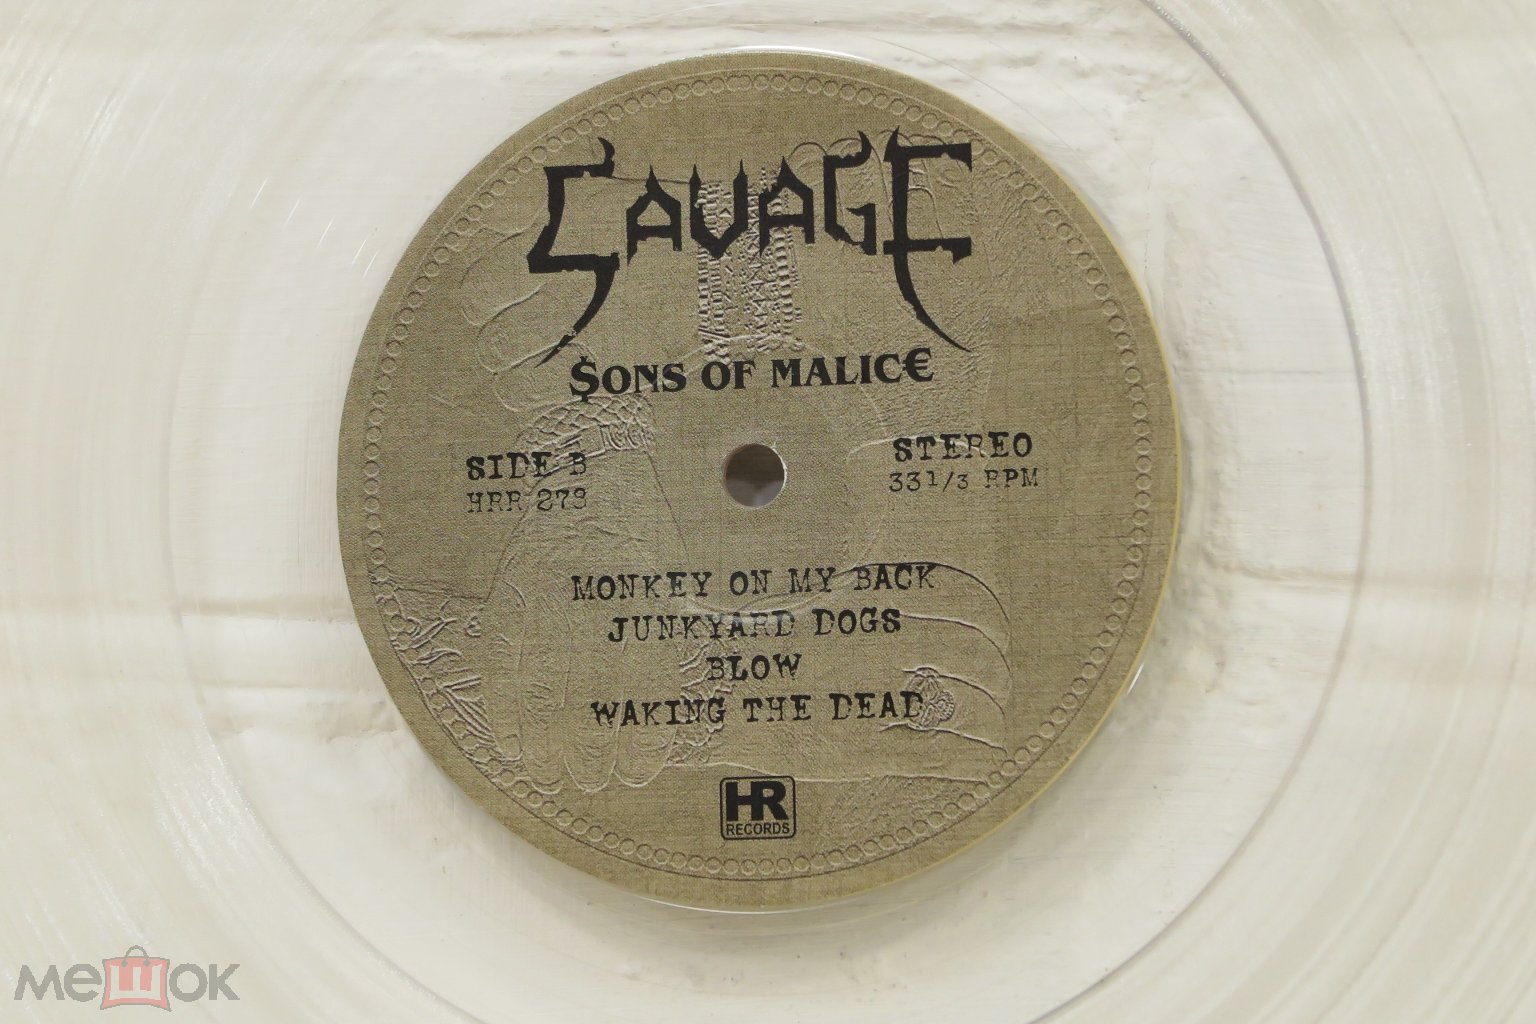 SAVAGE
$ONS OF MALIC€
SIDE B
HRR 273
STEREO
33 1/3 RPM
MONKEY ON MY BACK
JUNKYARD DOGS
BLOW
WAKING THE DEAD
HR
RECORDS
мешок